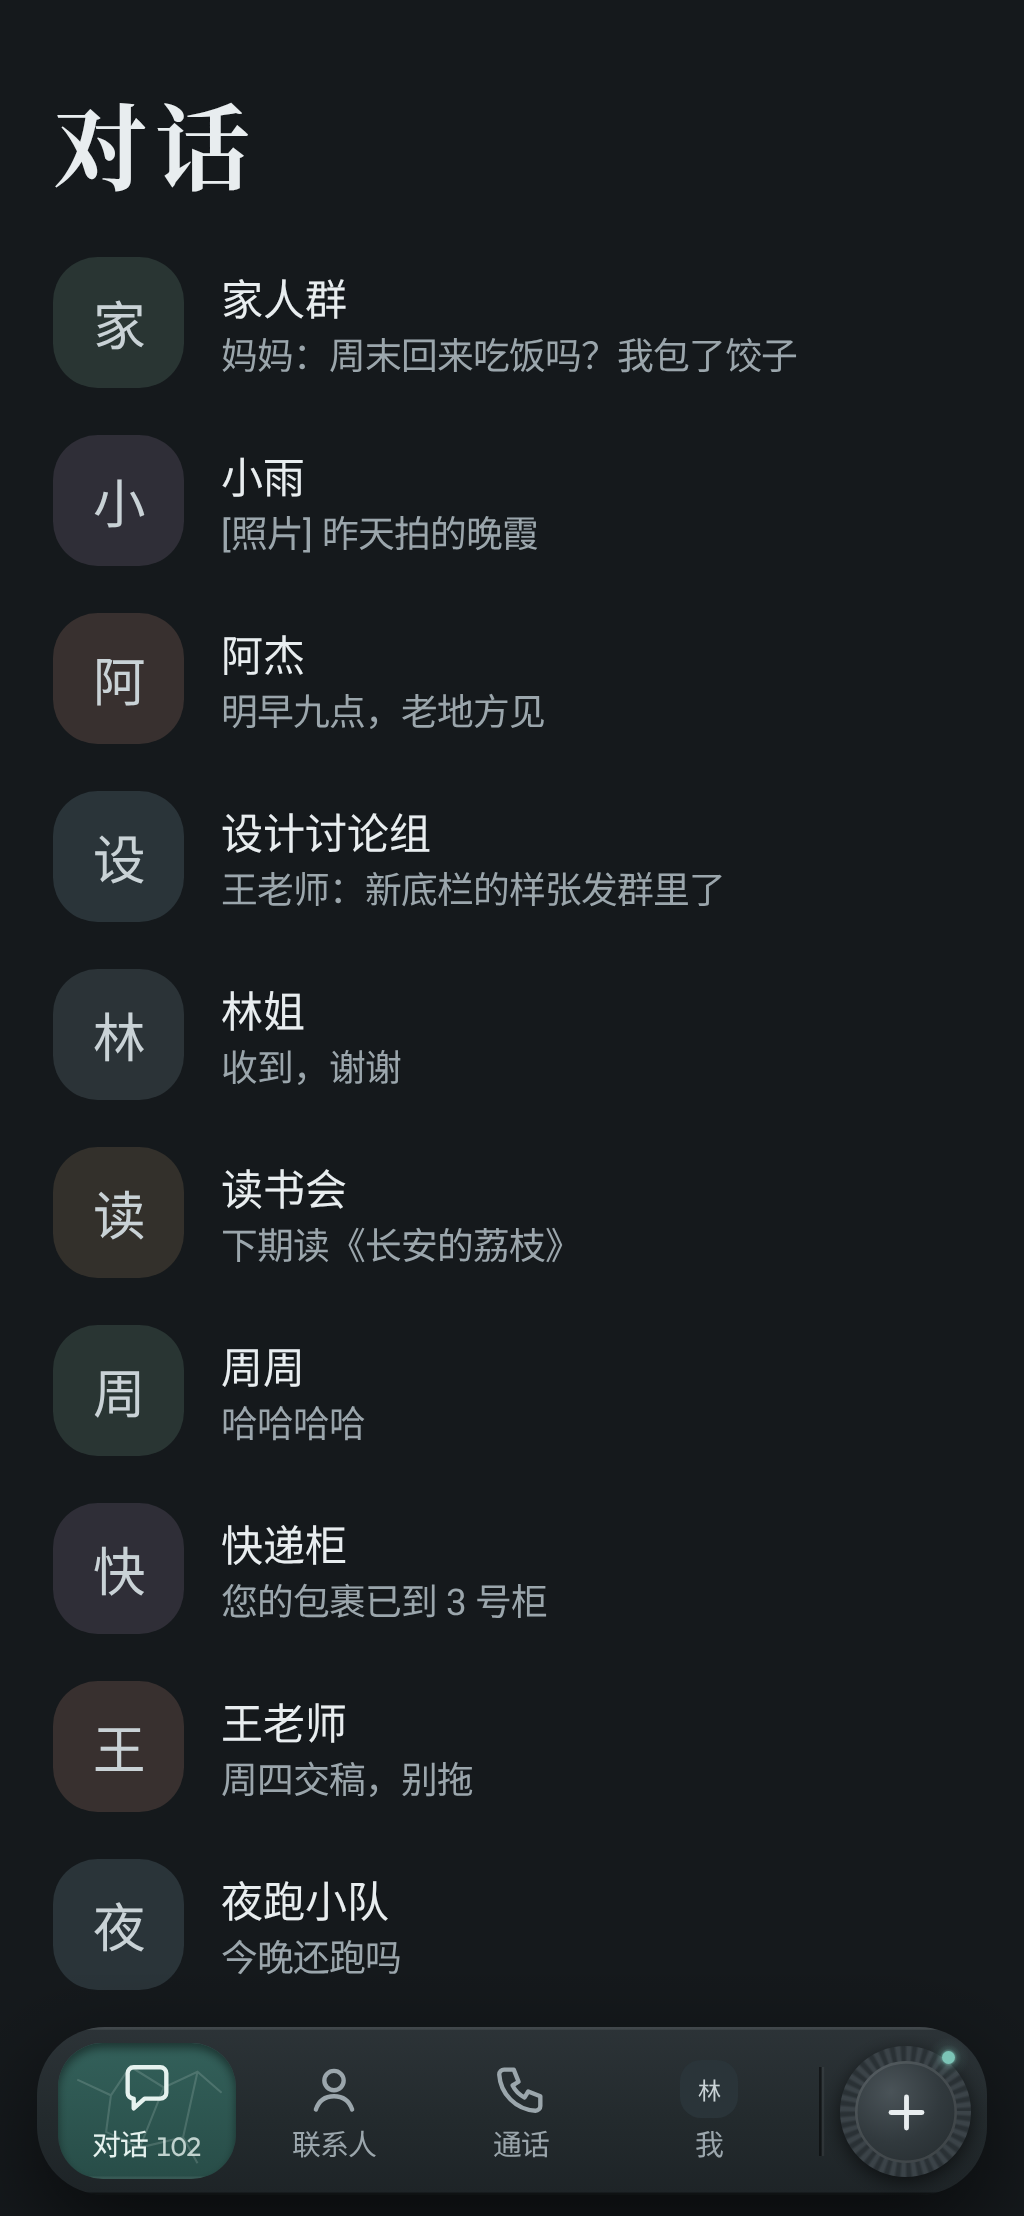 对话
家
家人群
妈妈：周末回来吃饭吗？我包了饺子
小
小雨
[照片] 昨天拍的晚霞
阿
阿杰
明早九点，老地方见
设
设计讨论组
王老师：新底栏的样张发群里了
林
林姐
收到，谢谢
读
读书会
下期读《长安的荔枝》
周
周周
哈哈哈哈
快
快递柜
您的包裹已到 3 号柜
王
王老师
周四交稿，别拖
夜
夜跑小队
今晚还跑吗
对话 102
联系人
通话
林
我